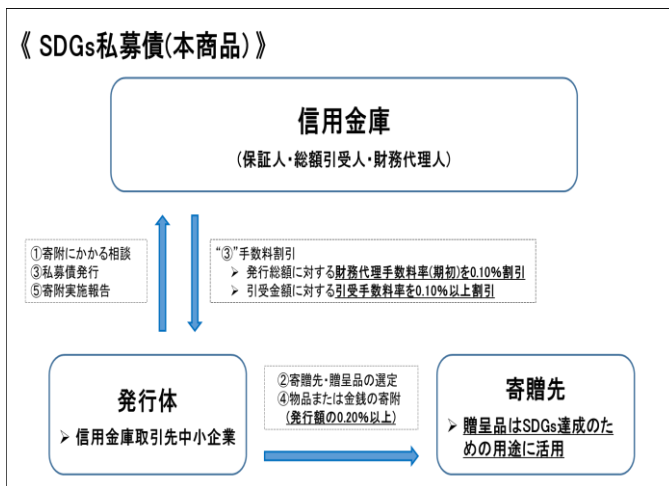 《 SDGs私募債(本商品) 》
信用金庫
(保証人・総額引受人・財務代理人)
①寄附にかかる相談
③私募債発行
⑤寄附実施報告
“③”手数料割引
➢ 発行総額に対する財務代理手数料率(期初)を0.10%割引
➢ 引受金額に対する引受手数料率を0.10%以上割引
発行体
➢ 信用金庫取引先中小企業
②寄贈先・贈呈品の選定
④物品または金銭の寄附
(発行額の0.20%以上)
寄贈先
➢ 贈呈品はSDGs達成のた
めの用途に活用